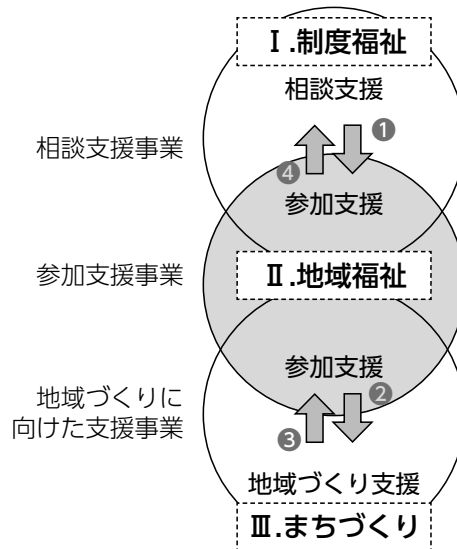 Ⅰ.制度福祉
相談支援
❶
相談支援事業
❹
参加支援
参加支援事業
Ⅱ.地域福祉
参加支援
❷
地域づくりに
向けた支援事業
❸
地域づくり支援
Ⅲ.まちづくり